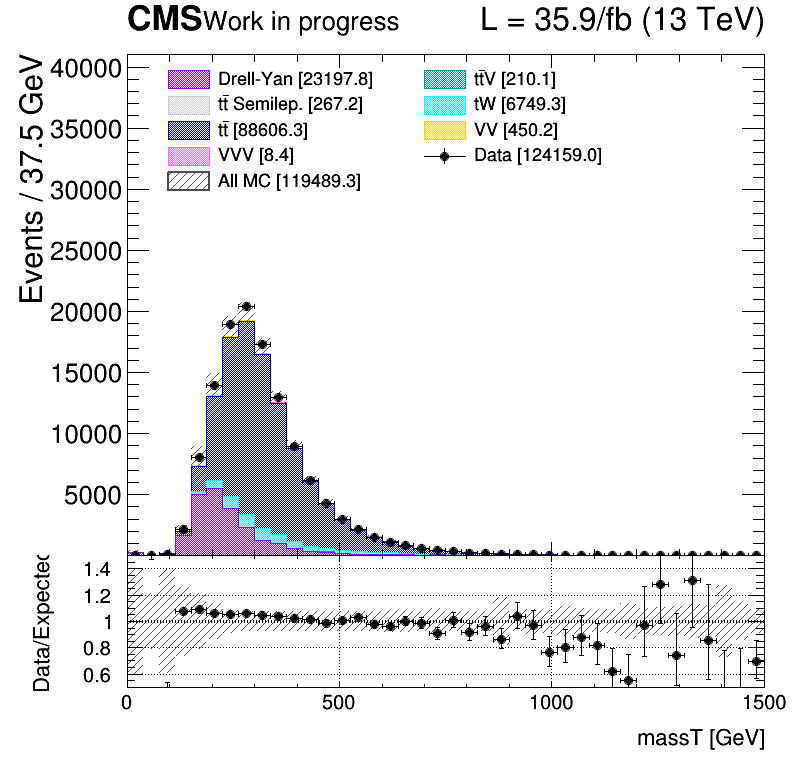 CMS Work in progress L = 35.9/fb (13 TeV)
Events / 37.5 GeV
40000
35000
30000
25000
20000
15000
10000
5000
Drell-Yan [23197.8]
tt̄ Semilep. [267.2]
tt̄ [88606.3]
VVV [8.4]
All MC [119489.3]
tt̄V [210.1]
tW [6749.3]
VV [450.2]
Data [124159.0]
Data/Expected
1.4
1.2
1
0.8
0.6
0 500 1000 1500
massT [GeV]